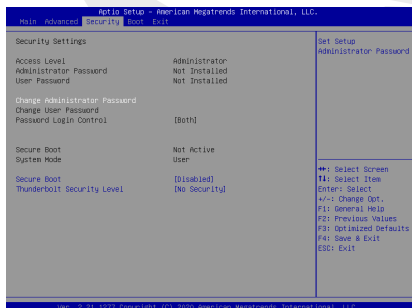 Aptio Setup – American Megatrends International, LLC.
Main Advanced Security Boot Exit
Security Settings
Access Level Administrator
Administrator Password Not Installed
User Password Not Installed
Change Administrator Password
Change User Password
Password Login Control [Both]
Secure Boot Not Active
System Mode User
Secure Boot [Disabled]
Thunderbolt Security Level [No Security]
Set Setup
Administrator Password
↔: Select Screen
↑↓: Select Item
Enter: Select
+/-: Change Opt.
F1: General Help
F2: Previous Values
F3: Optimized Defaults
F4: Save & Exit
ESC: Exit
Ver. 2.21.1277 Copyright (C) 2020 American Megatrends International, LLC